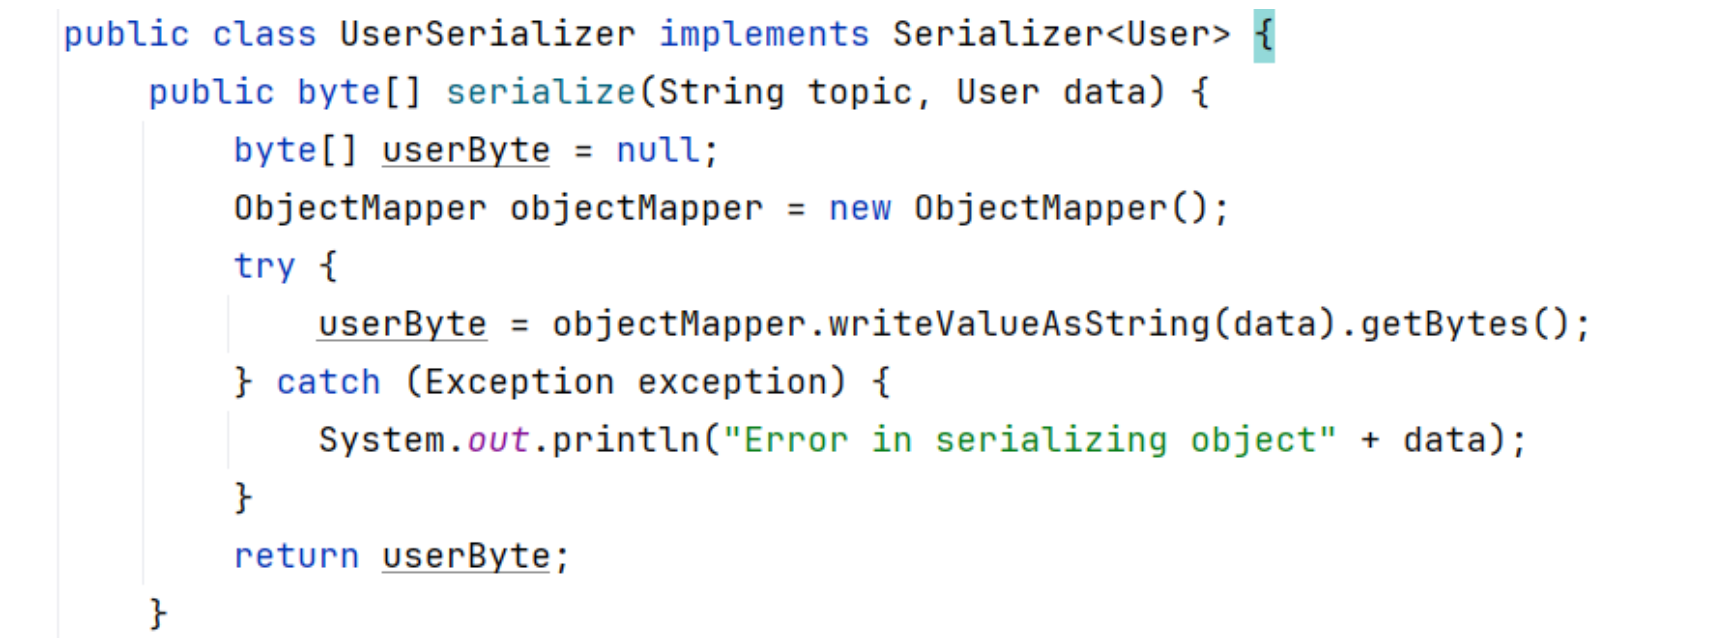 public class UserSerializer implements Serializer<User> {
    public byte[] serialize(String topic, User data) {
        byte[] userByte = null;
        ObjectMapper objectMapper = new ObjectMapper();
        try {
            userByte = objectMapper.writeValueAsString(data).getBytes();
        } catch (Exception exception) {
            System.out.println("Error in serializing object" + data);
        }
        return userByte;
    }